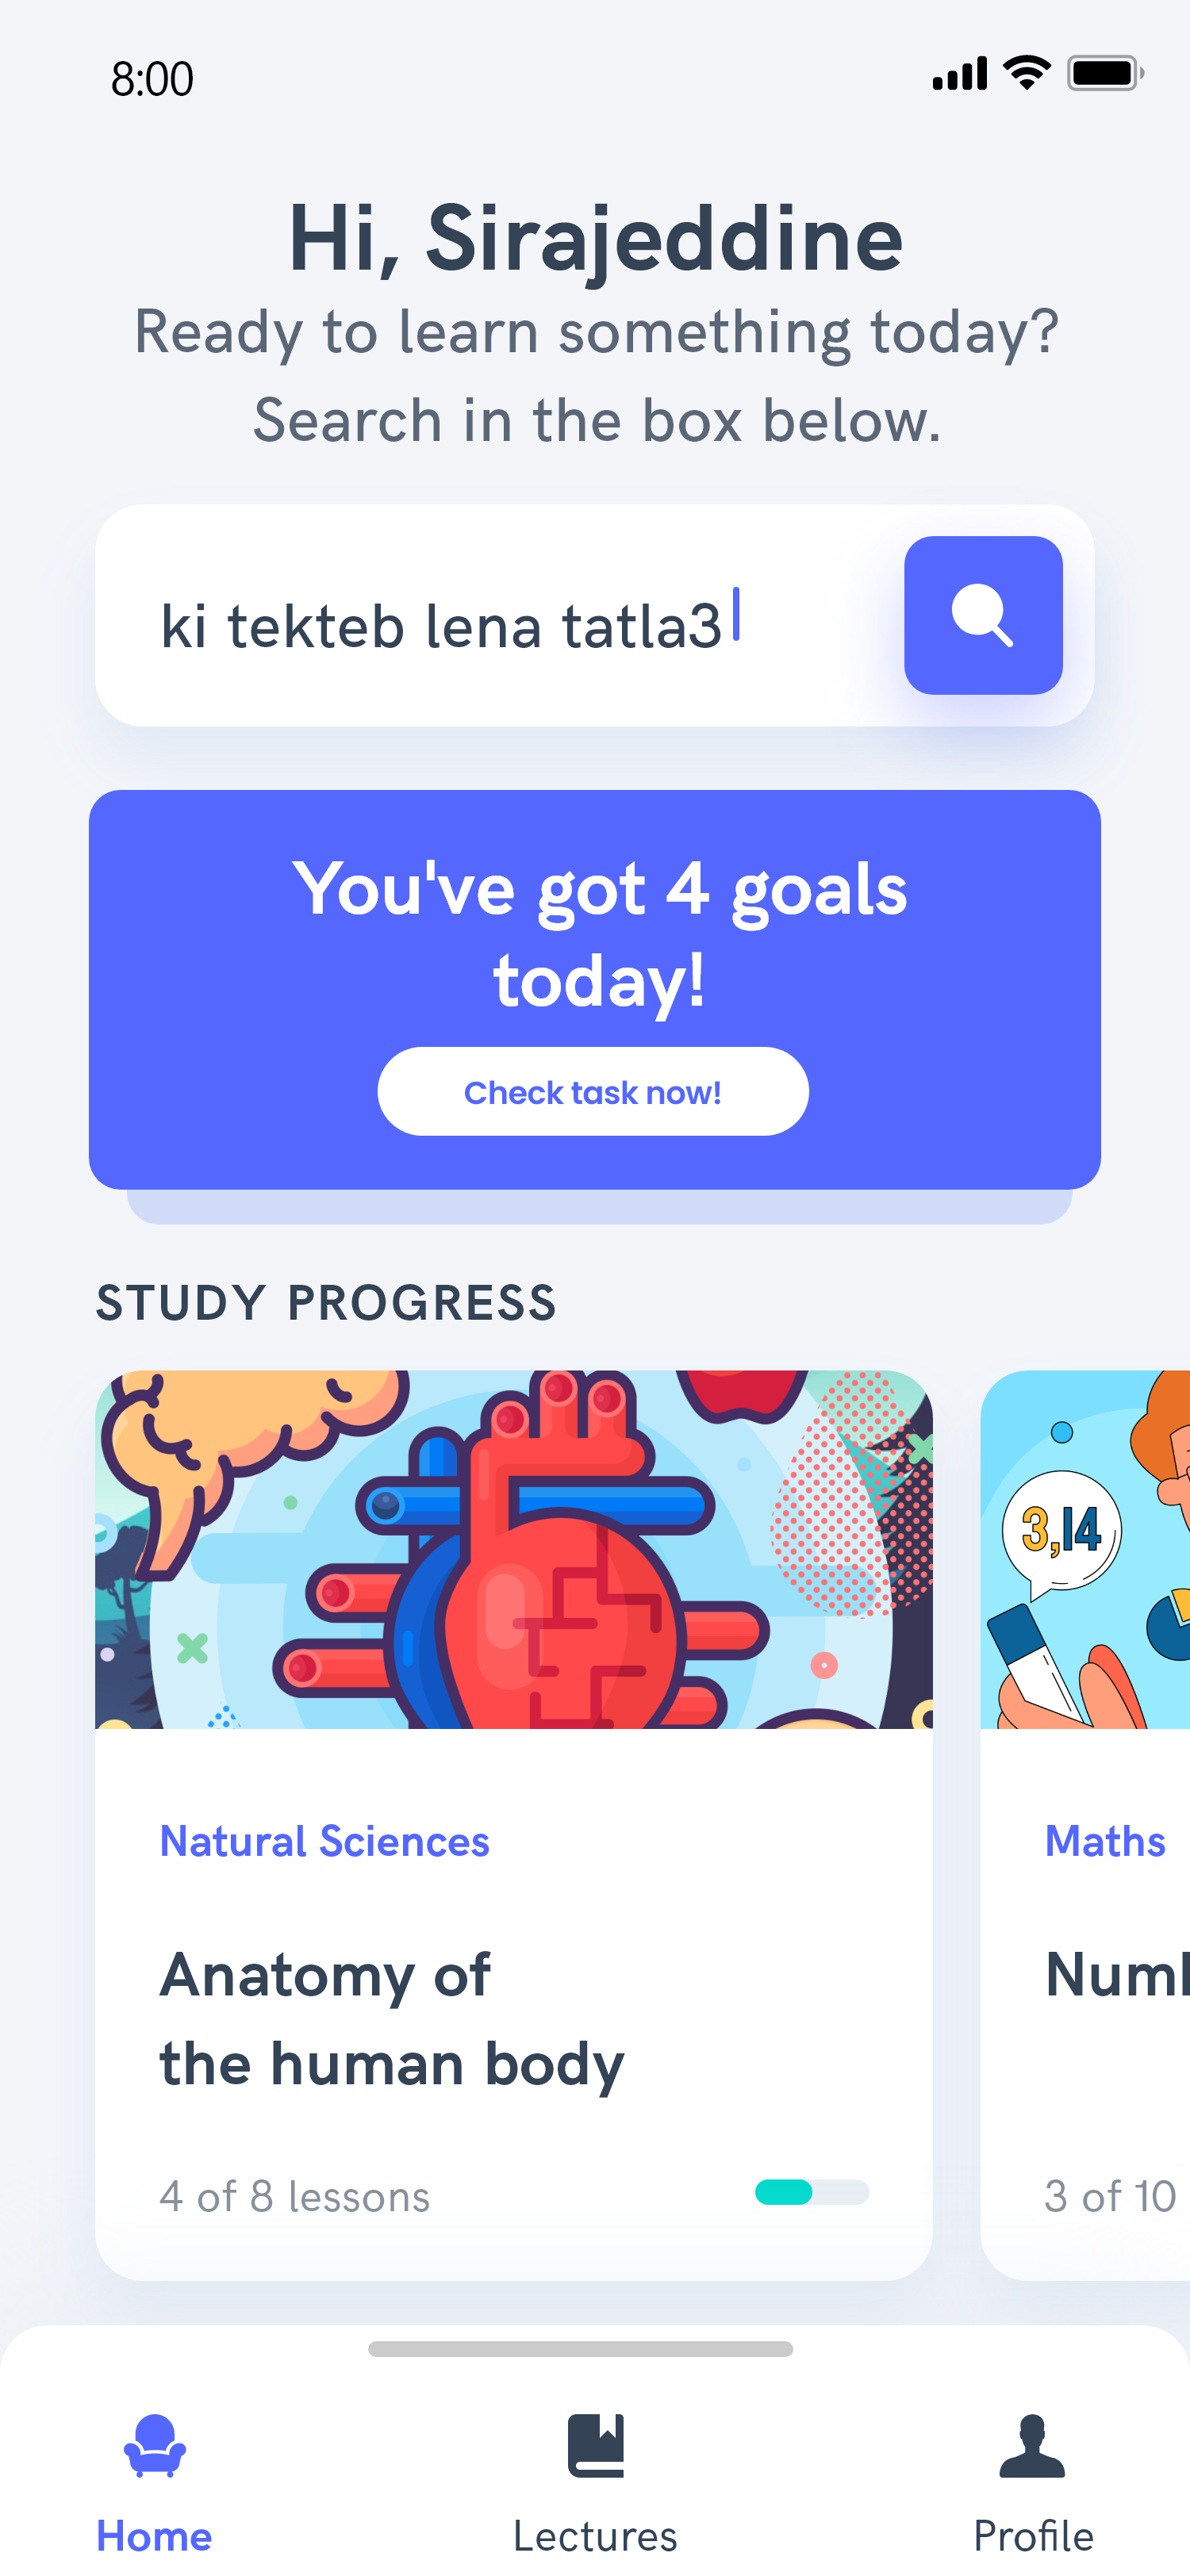 8:00
Hi, Sirajeddine
Ready to learn something today?
Search in the box below.
ki tekteb lena tatla3
You've got 4 goals
today!
Check task now!
STUDY PROGRESS
3,14
Natural Sciences
Maths
Anatomy of
the human body
4 of 8 lessons
3 of 10
Home
Lectures
Profile